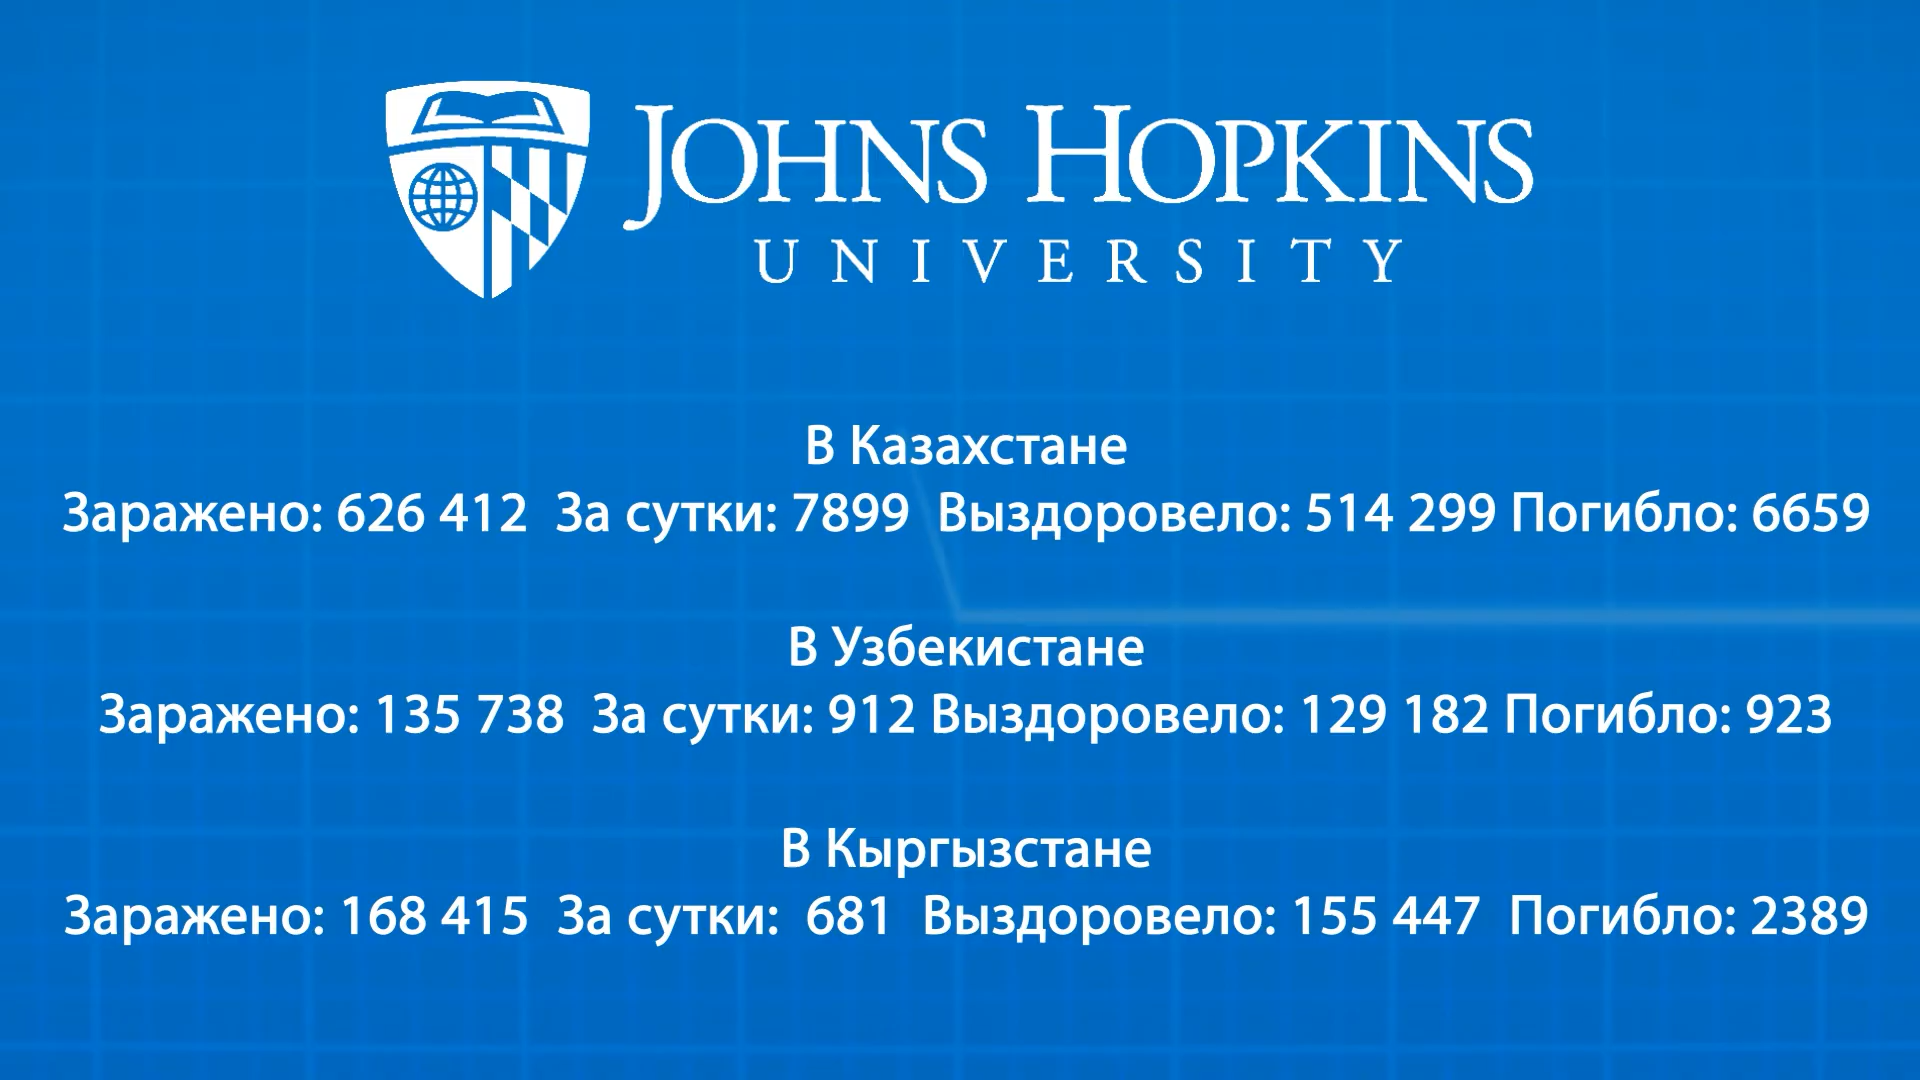 JOHNS HOPKINS
UNIVERSITY
В Казахстане
Заражено: 626 412 За сутки: 7899 Выздоровело: 514 299 Погибло: 6659
В Узбекистане
Заражено: 135 738 За сутки: 912 Выздоровело: 129 182 Погибло: 923
В Кыргызстане
Заражено: 168 415 За сутки: 681 Выздоровело: 155 447 Погибло: 2389